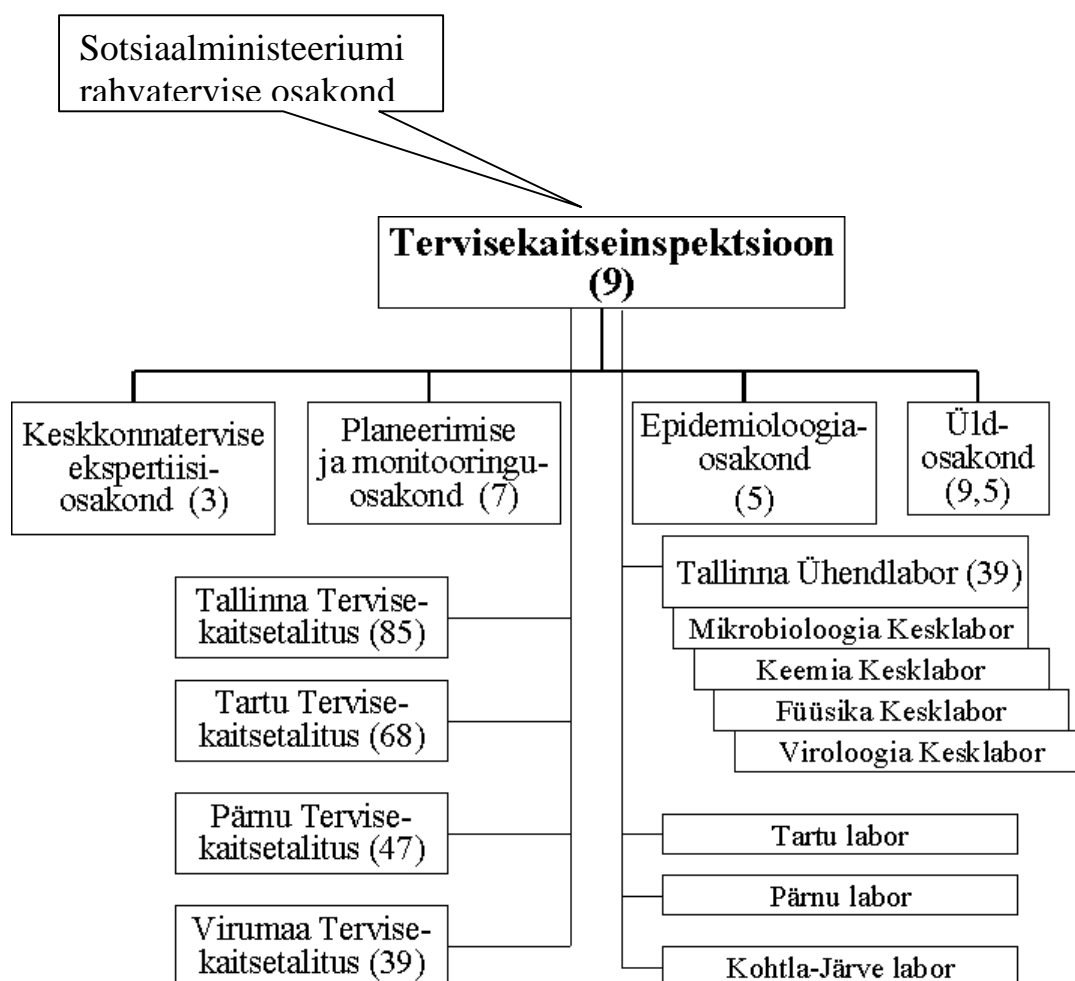 Sotsiaalministeeriumi
rahvatervise osakond
Tervisekaitseinspektsioon
(9)
Keskkonnatervise
ekspertiisi-
osakond (3)
Planeerimise
ja monitooringu-
osakond (7)
Epidemioloogia-
osakond
(5)
Üld-
osakond
(9,5)
Tallinna Tervise-
kaitsetalitus (85)
Tartu Tervise-
kaitsetalitus (68)
Pärnu Tervise-
kaitsetalitus (47)
Virumaa Tervise-
kaitsetalitus (39)
Tallinna Ühendlabor (39)
Mikrobioloogia Kesklabor
Keemia Kesklabor
Füüsika Kesklabor
Viroloogia Kesklabor
Tartu labor
Pärnu labor
Kohtla-Järve labor